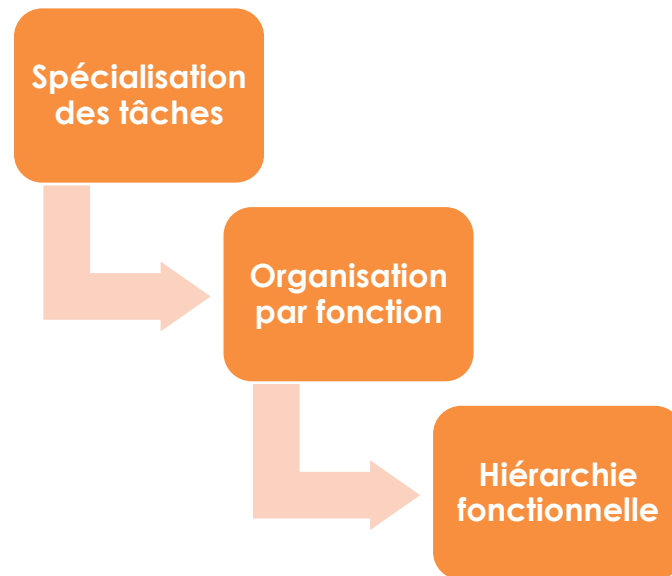 Spécialisation
des tâches
Organisation
par fonction
Hiérarchie
fonctionnelle